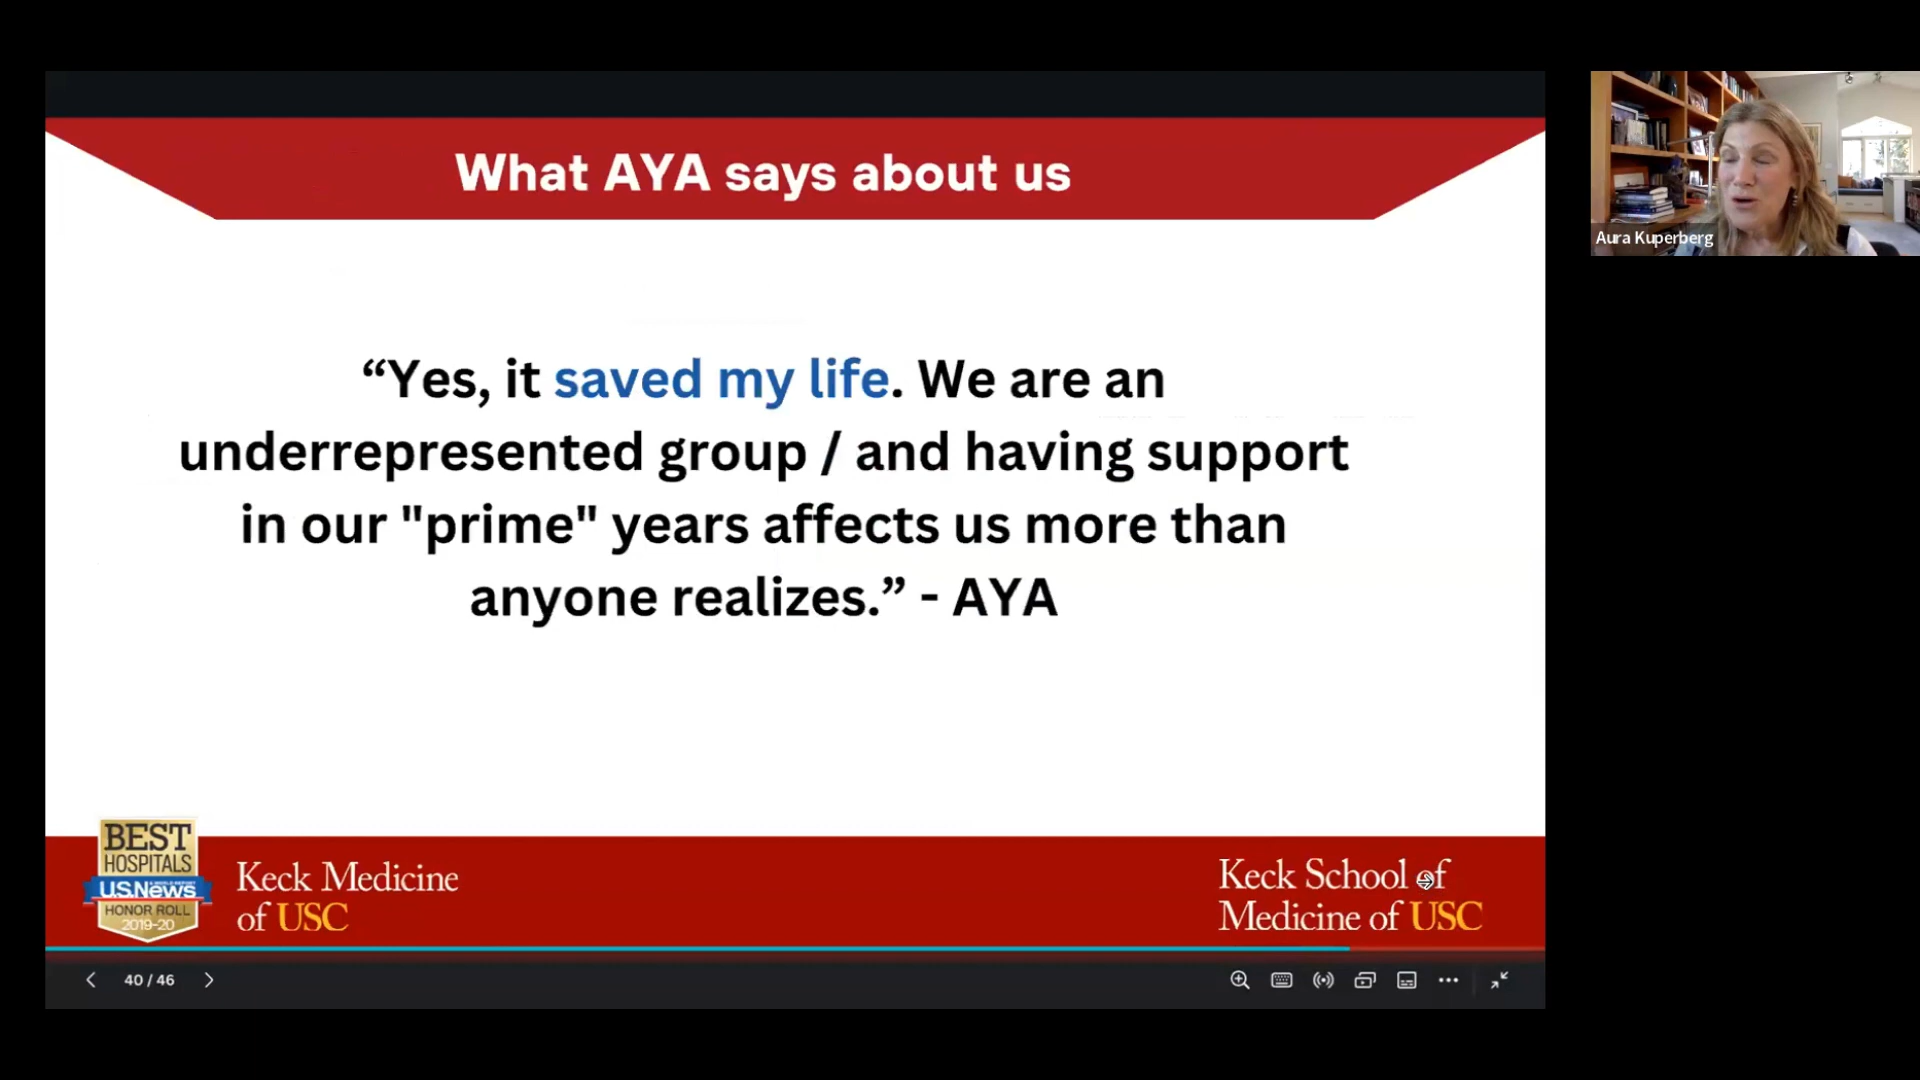 What AYA says about us
Aura Kuperberg
“Yes, it saved my life. We are an
underrepresented group / and having support
in our "prime" years affects us more than
anyone realizes.” - AYA
BEST
HOSPITALS
U.S.News
HONOR ROLL
2019-20
Keck Medicine
of USC
Keck School of
Medicine of USC
40 / 46